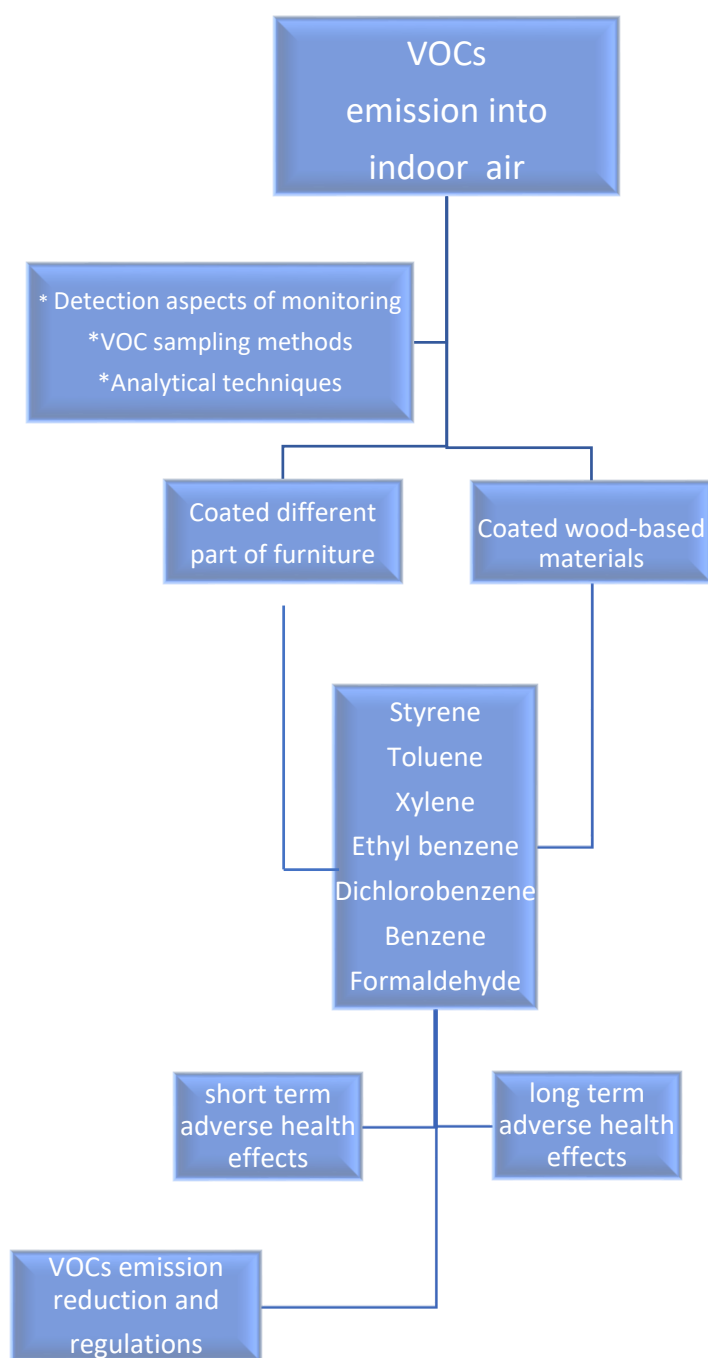 VOCs
emission into
indoor air
* Detection aspects of monitoring
*VOC sampling methods
*Analytical techniques
Coated different
part of furniture
Coated wood-based
materials
Styrene
Toluene
Xylene
Ethyl benzene
Dichlorobenzene
Benzene
Formaldehyde
short term
adverse health
effects
long term
adverse health
effects
VOCs emission
reduction and
regulations